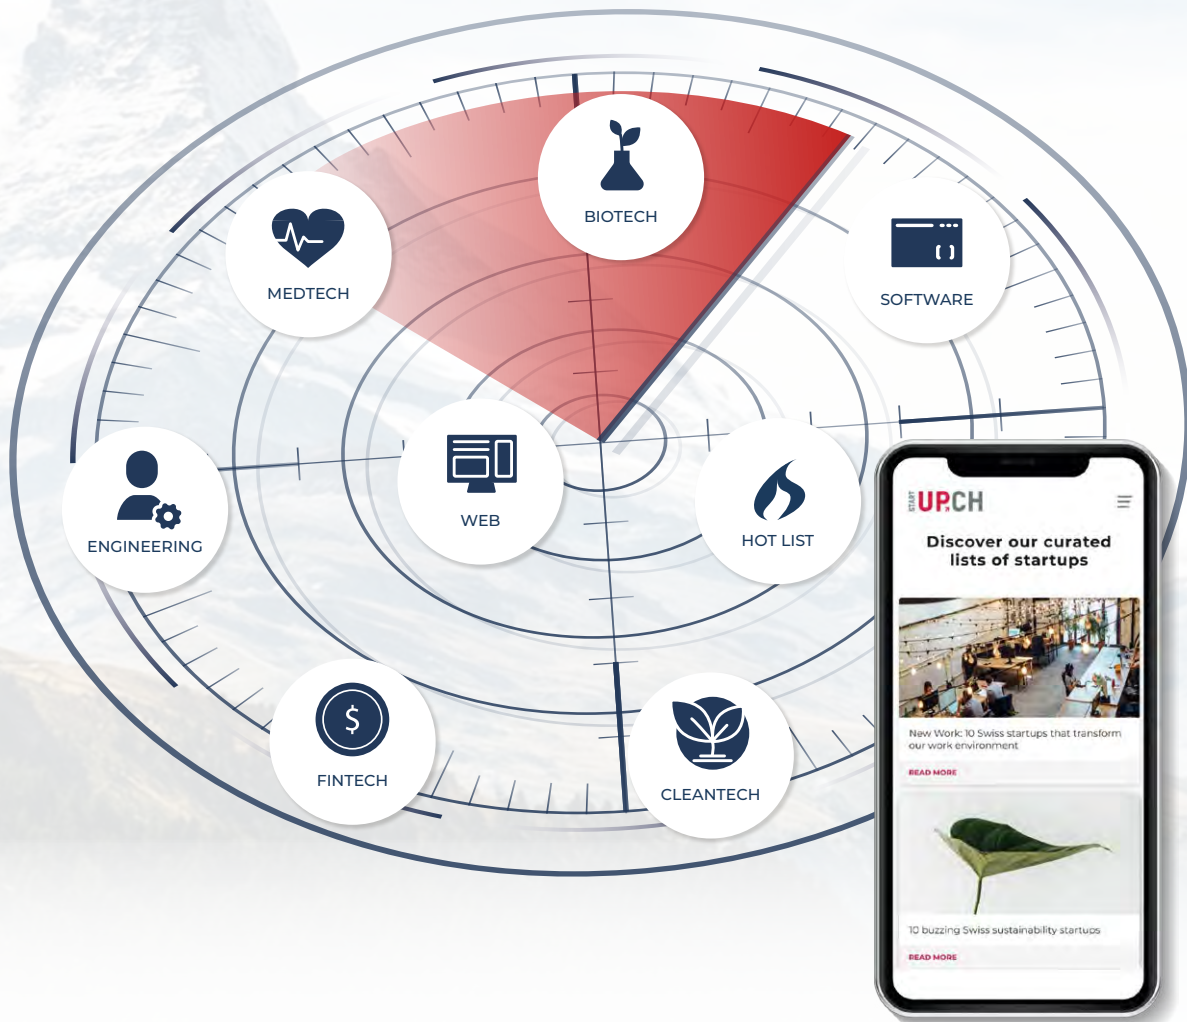 BIOTECH
MEDTECH
SOFTWARE
WEB
HOT LIST
ENGINEERING
$
FINTECH
CLEANTECH
START UP.CH
Discover our curated
lists of startups
New Work: 10 Swiss startups that transform
our work environment
READ MORE
10 buzzing Swiss sustainability startups
READ MORE